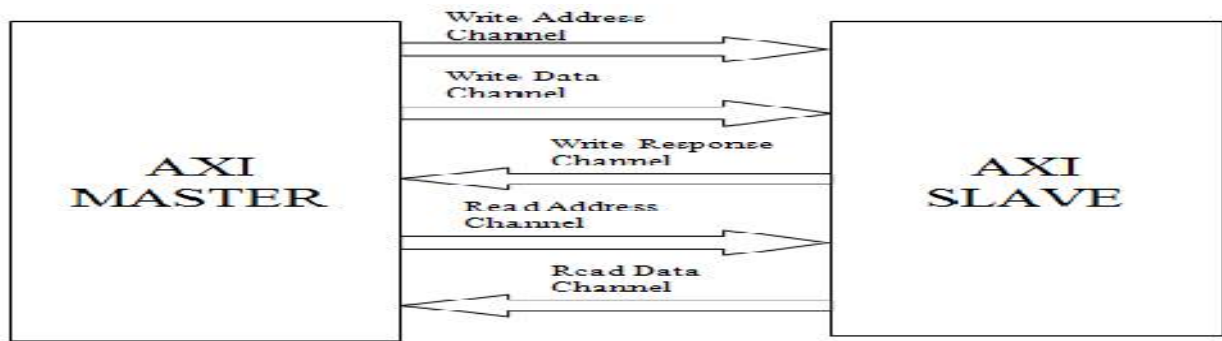 AXI
MASTER
Write Address
Channel
Write Data
Channel
Write Response
Channel
Read Address
Channel
Read Data
Channel
AXI
SLAVE